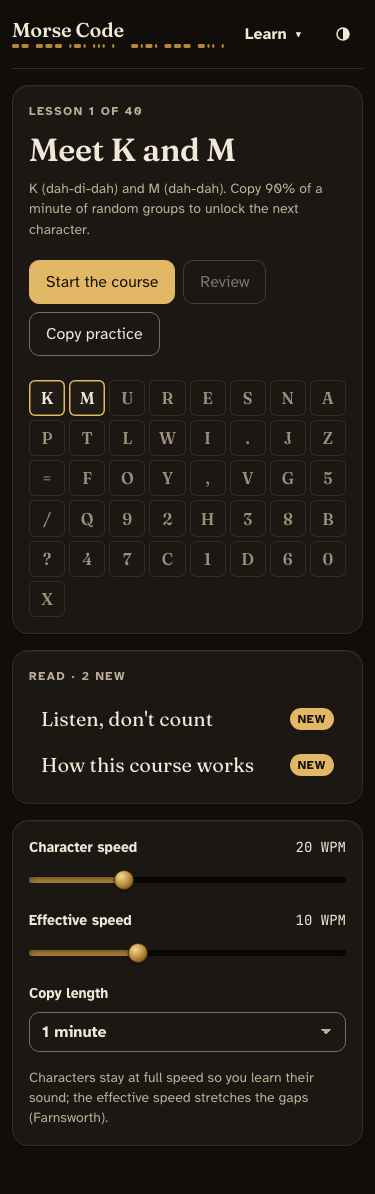 Morse Code
Learn ▾
LESSON 1 OF 40
Meet K and M
K (dah-di-dah) and M (dah-dah). Copy 90% of a
minute of random groups to unlock the next
character.
Start the course
Review
Copy practice
K M U R E S N A
P T L W I . J Z
= F O Y , V G 5
/ Q 9 2 H 3 8 B
? 4 7 C 1 D 6 0
X
READ · 2 NEW
Listen, don't count NEW
How this course works NEW
Character speed 20 WPM
Effective speed 10 WPM
Copy length
1 minute
Characters stay at full speed so you learn their
sound; the effective speed stretches the gaps
(Farnsworth).